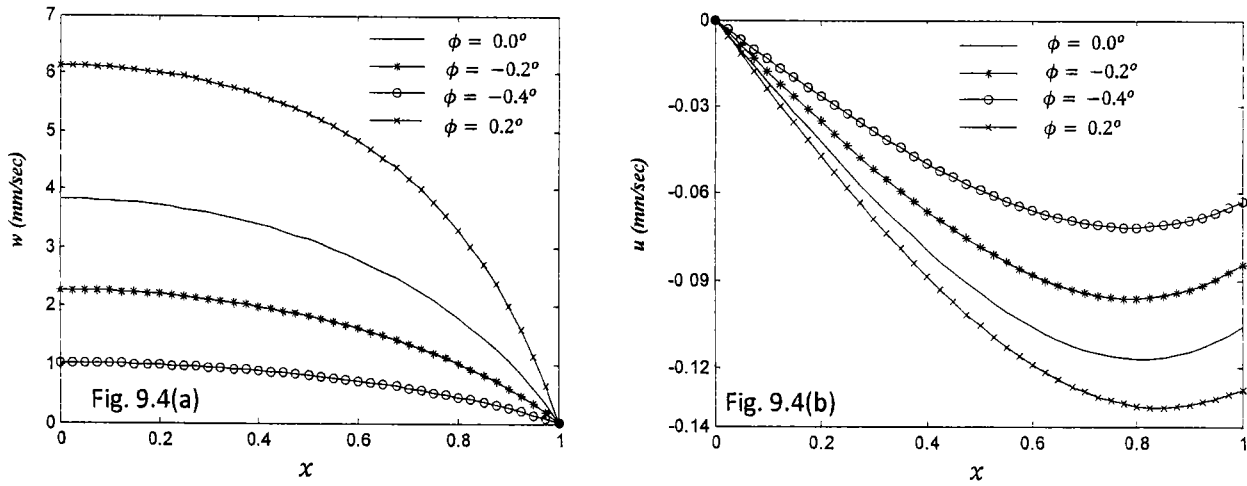 7
6
5
4
3
2
1
0
w (mm/sec)
ϕ = 0.0°
ϕ = −0.2°
ϕ = −0.4°
ϕ = 0.2°
Fig. 9.4(a)
0 0.2 0.4 0.6 0.8 1
x
-0
-0.03
-0.06
-0 09
-0.12
-0.14
u (mm/sec)
ϕ = 0.0°
ϕ = −0.2°
ϕ = −0.4°
ϕ = 0.2°
Fig. 9.4(b)
0 0.2 0.4 0.6 0.8 1
x